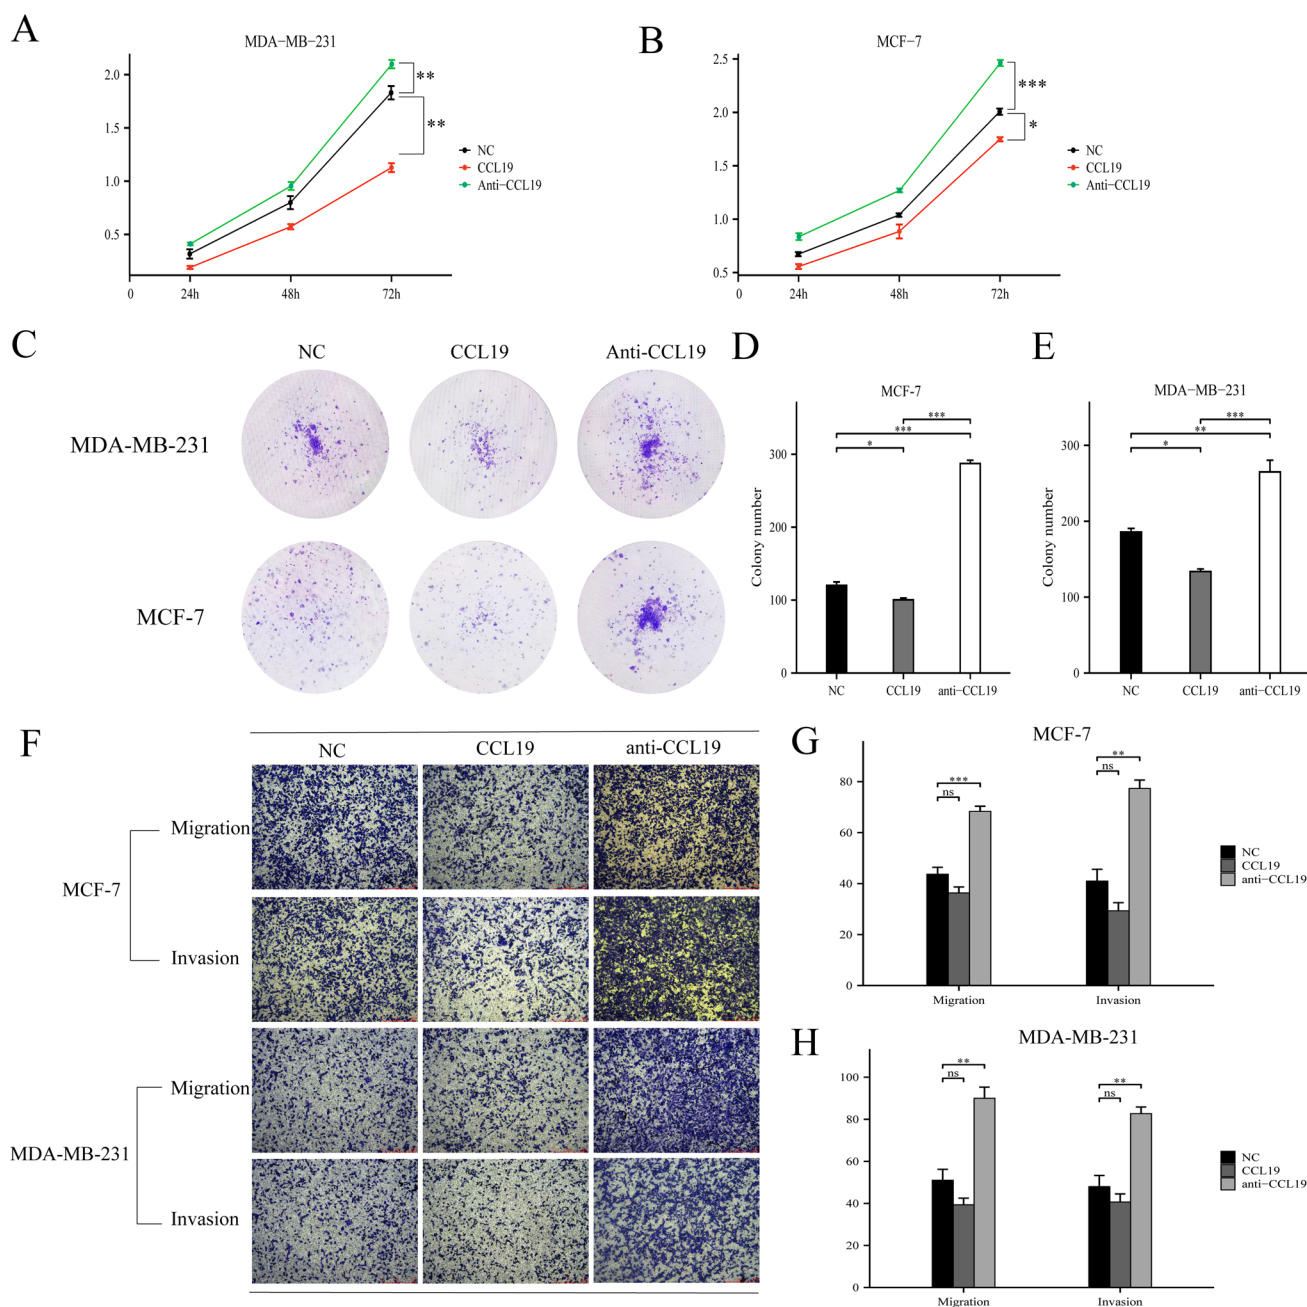 A
MDA−MB−231
2.0
1.5
1.0
0.5
0
24h
48h
72h
**
**
NC
CCL19
Anti−CCL19
B
MCF−7
2.5
2.0
1.5
1.0
0.5
0
24h
48h
72h
***
*
NC
CCL19
Anti−CCL19
C
NC
CCL19
Anti-CCL19
MDA-MB-231
MCF-7
D
MCF-7
Colony number
300
200
100
0
***
***
*
NC
CCL19
anti−CCL19
E
MDA−MB−231
Colony number
300
200
100
0
***
**
*
NC
CCL19
anti−CCL19
F
NC
CCL19
anti-CCL19
MCF-7
Migration
Invasion
MDA-MB-231
Migration
Invasion
G
MCF-7
80
60
40
20
0
***
ns
**
ns
Migration
Invasion
NC
CCL19
anti−CCL19
H
MDA-MB-231
100
80
60
40
20
0
**
ns
**
ns
Migration
Invasion
NC
CCL19
anti−CCL19